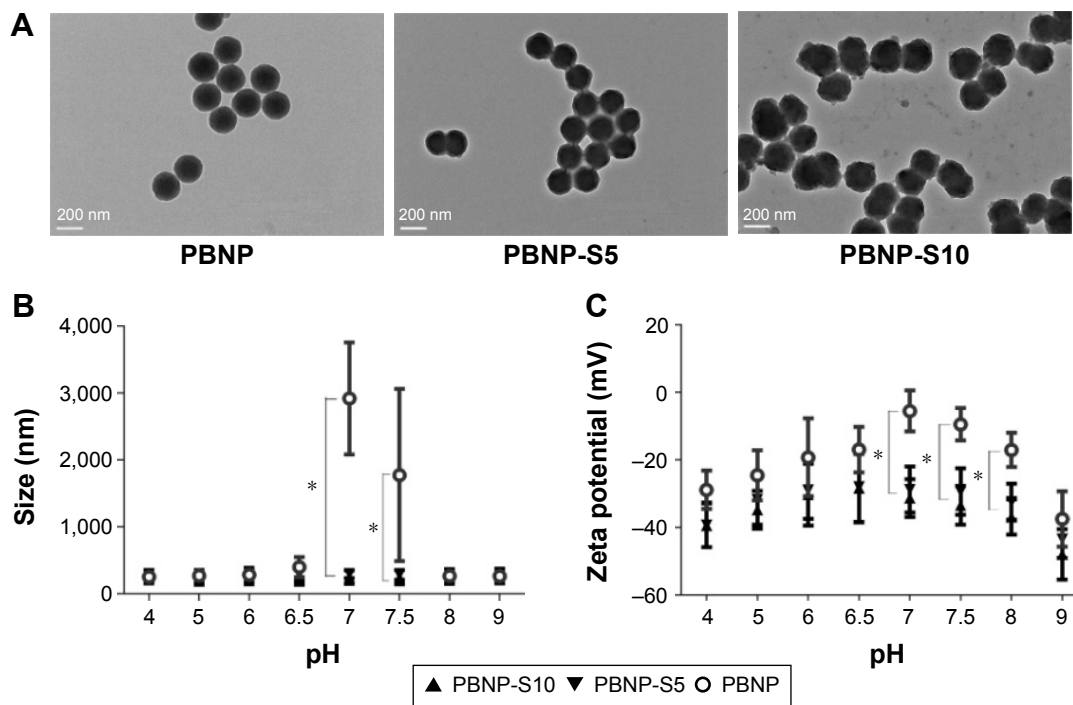 A
200 nm
200 nm
200 nm
PBNP
PBNP-S5
PBNP-S10
B
4,000
3,000
2,000
1,000
0
Size (nm)
*
*
4 5 6 6.5 7 7.5 8 9
pH
C
20
0
–20
–40
–60
Zeta potential (mV)
* * *
4 5 6 6.5 7 7.5 8 9
pH
PBNP-S10 PBNP-S5 PBNP